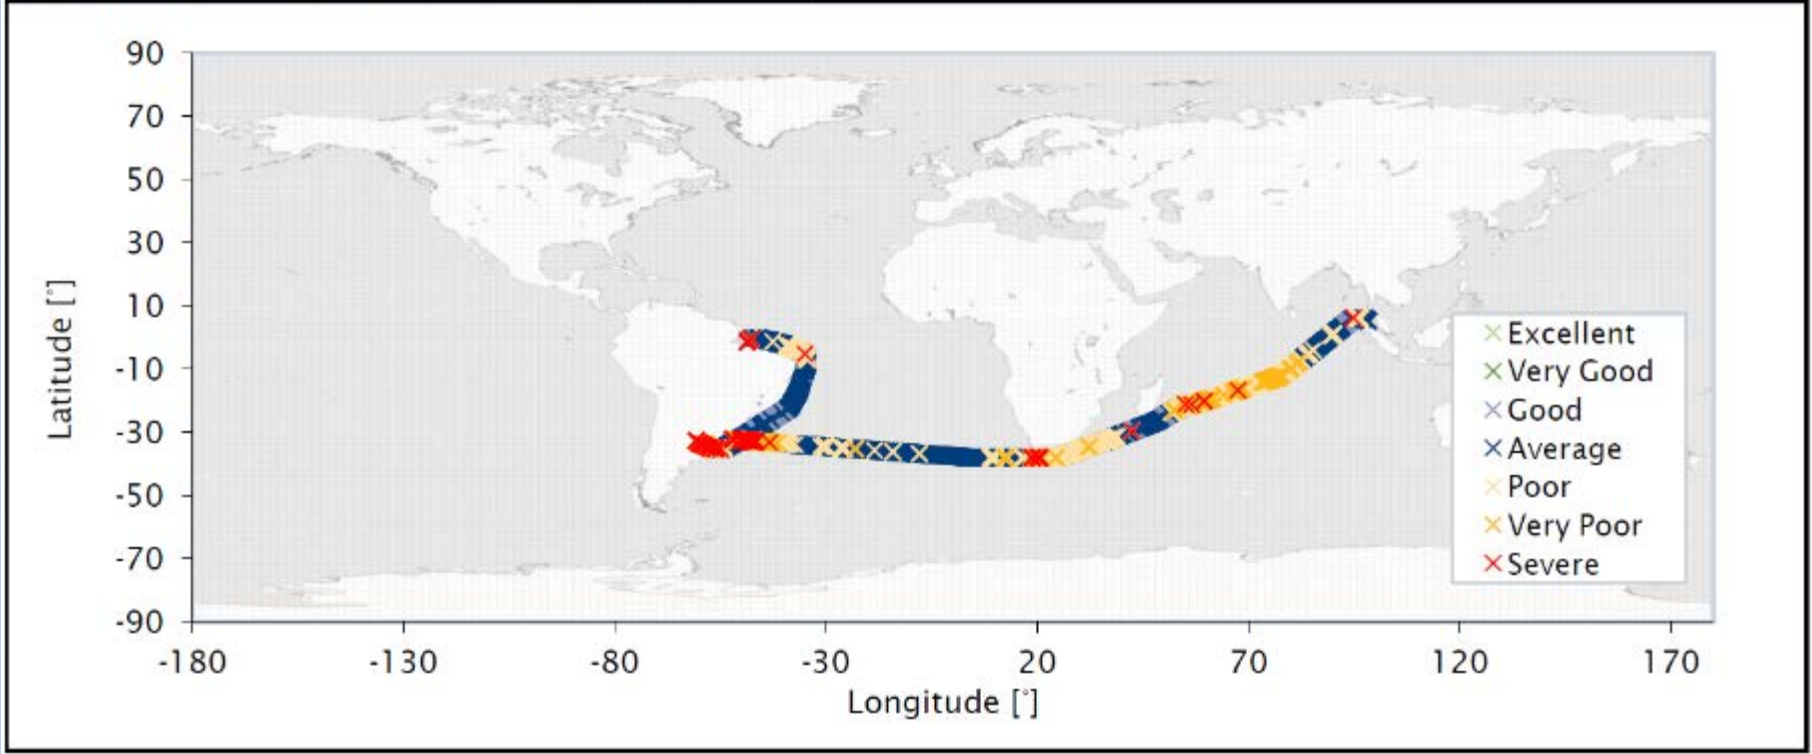 90
70
50
30
10
-10
-30
-50
-70
-90
Latitude [°]
-180 -130 -80 -30 20 70 120 170
Longitude [°]
Excellent
Very Good
Good
Average
Poor
Very Poor
Severe